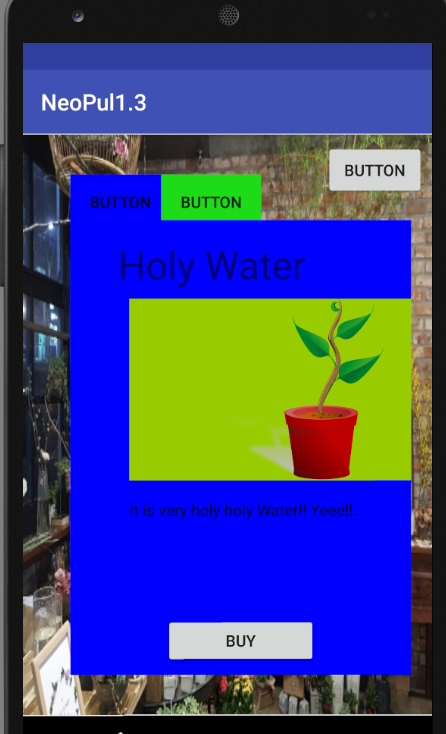 NeoPul1.3
BUTTON
BUTTON BUTTON
Holy Water
It is very holy holy Water!! Yeee!!.
BUY